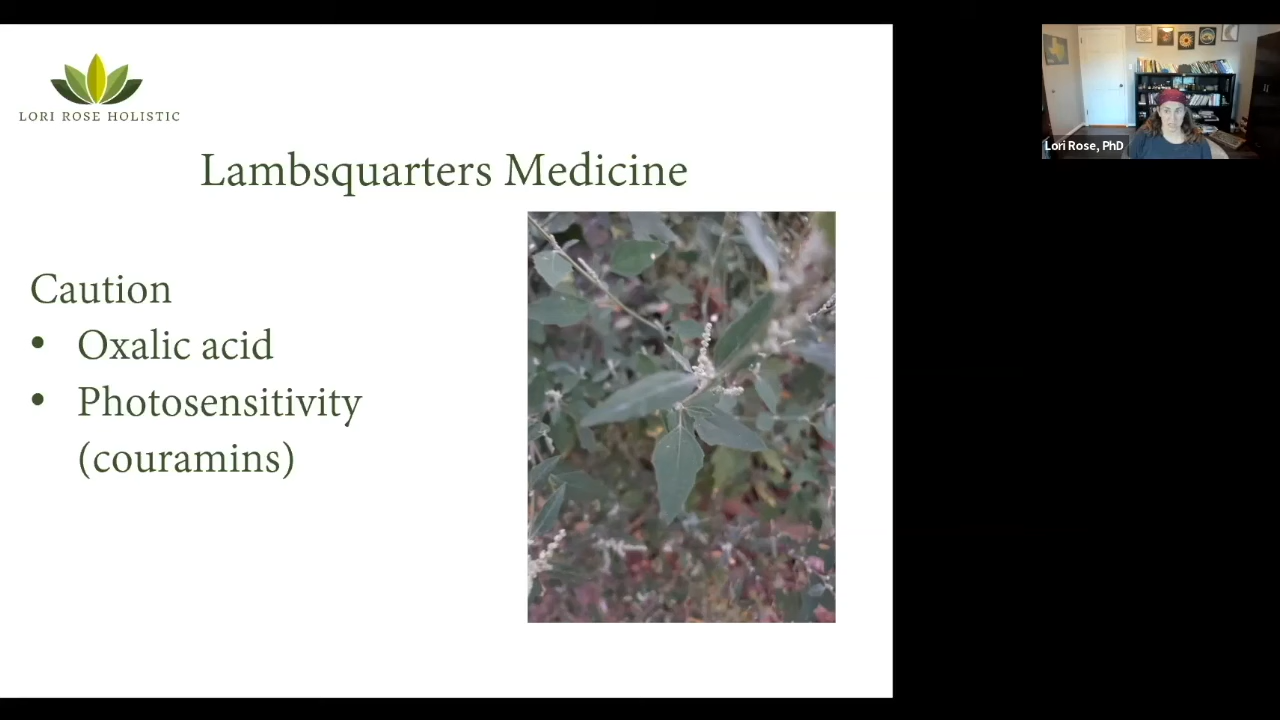 LORI ROSE HOLISTIC
Lambsquarters Medicine
Caution
• Oxalic acid
• Photosensitivity
(couramins)
Lori Rose, PhD